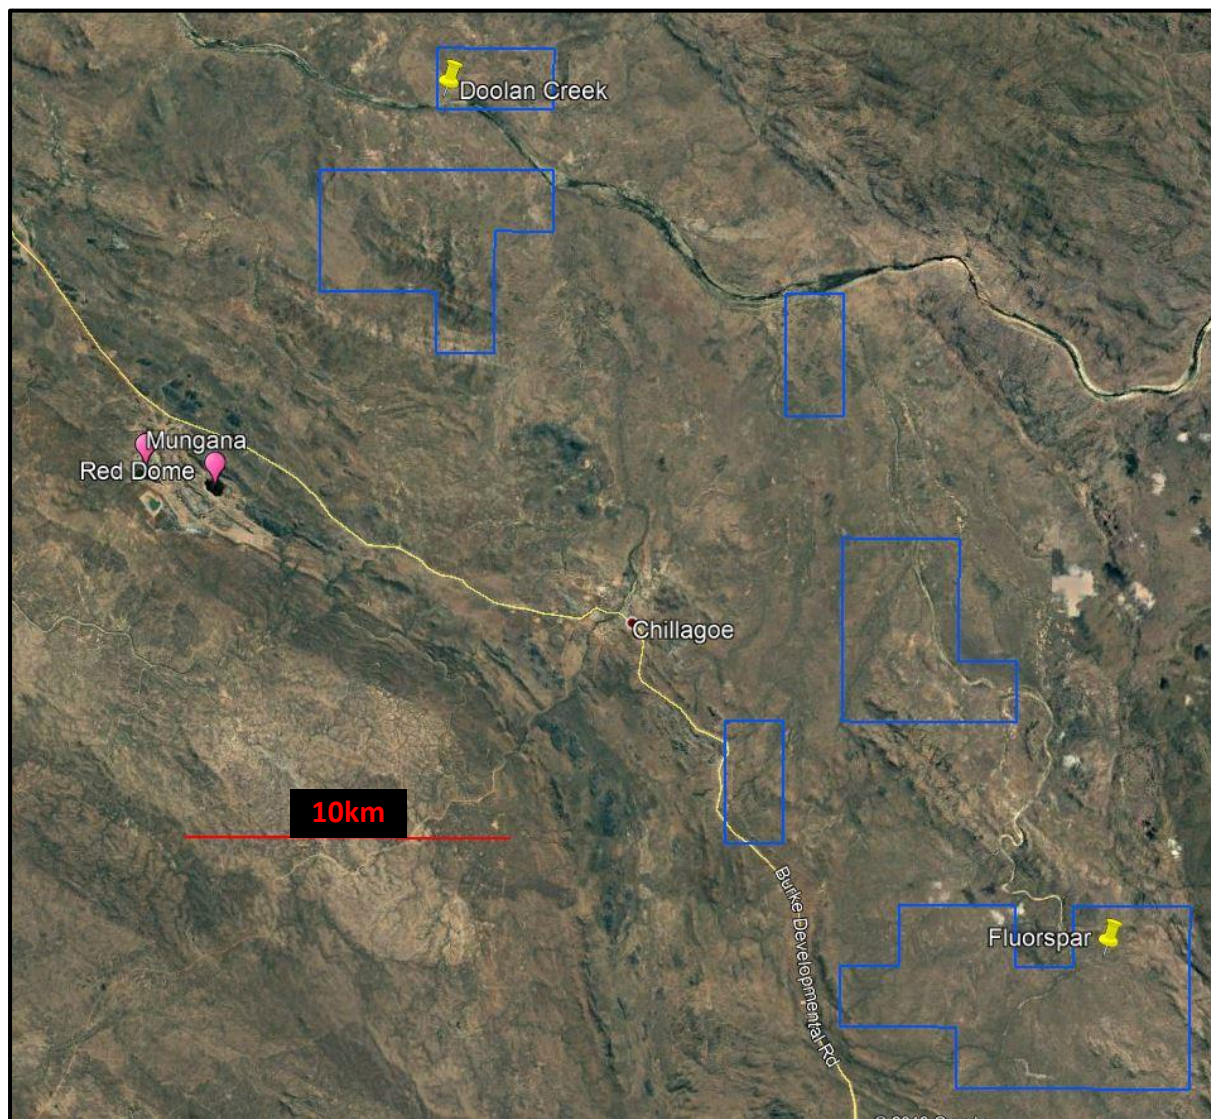 Doolan Creek
Mungana
Red Dome
Chillagoe
10km
Burke Developmental Rd
Fluorspar